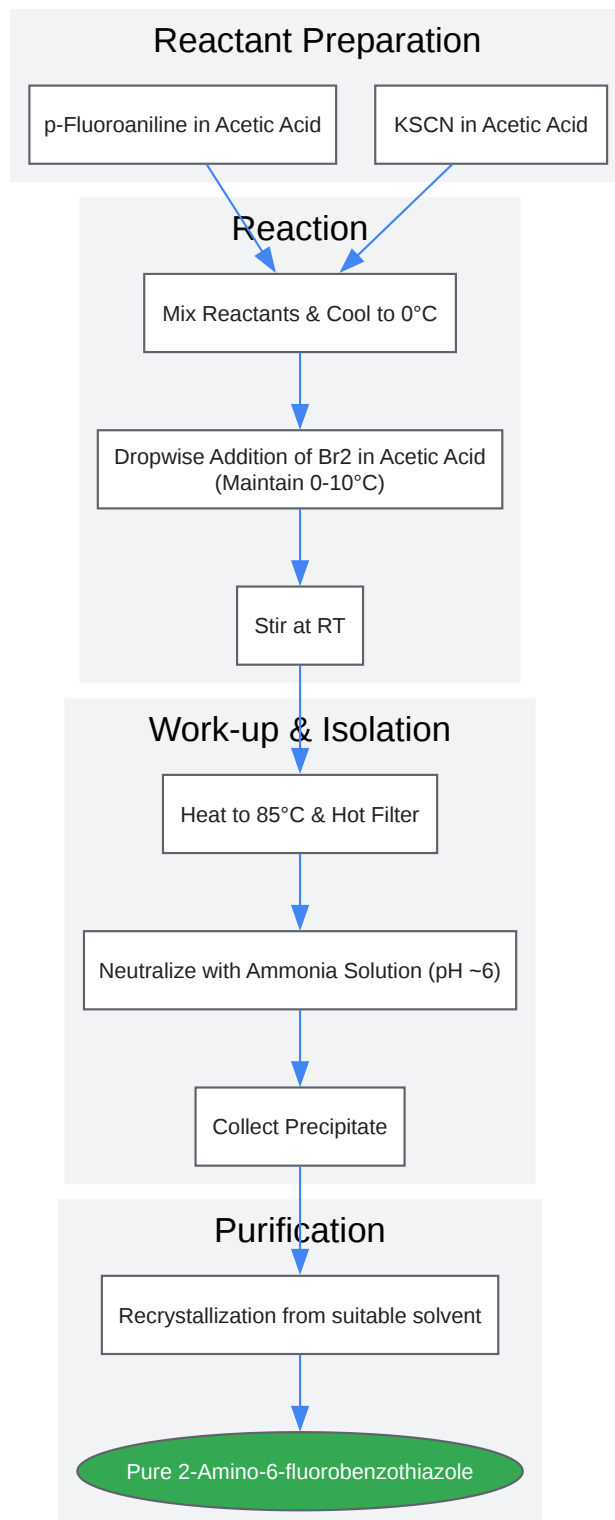 Reactant Preparation
p-Fluoroaniline in Acetic Acid
KSCN in Acetic Acid
Reaction
Mix Reactants & Cool to 0°C
Dropwise Addition of Br2 in Acetic Acid
(Maintain 0-10°C)
Stir at RT
Work-up & Isolation
Heat to 85°C & Hot Filter
Neutralize with Ammonia Solution (pH ~6)
Collect Precipitate
Purification
Recrystallization from suitable solvent
Pure 2-Amino-6-fluorobenzothiazole